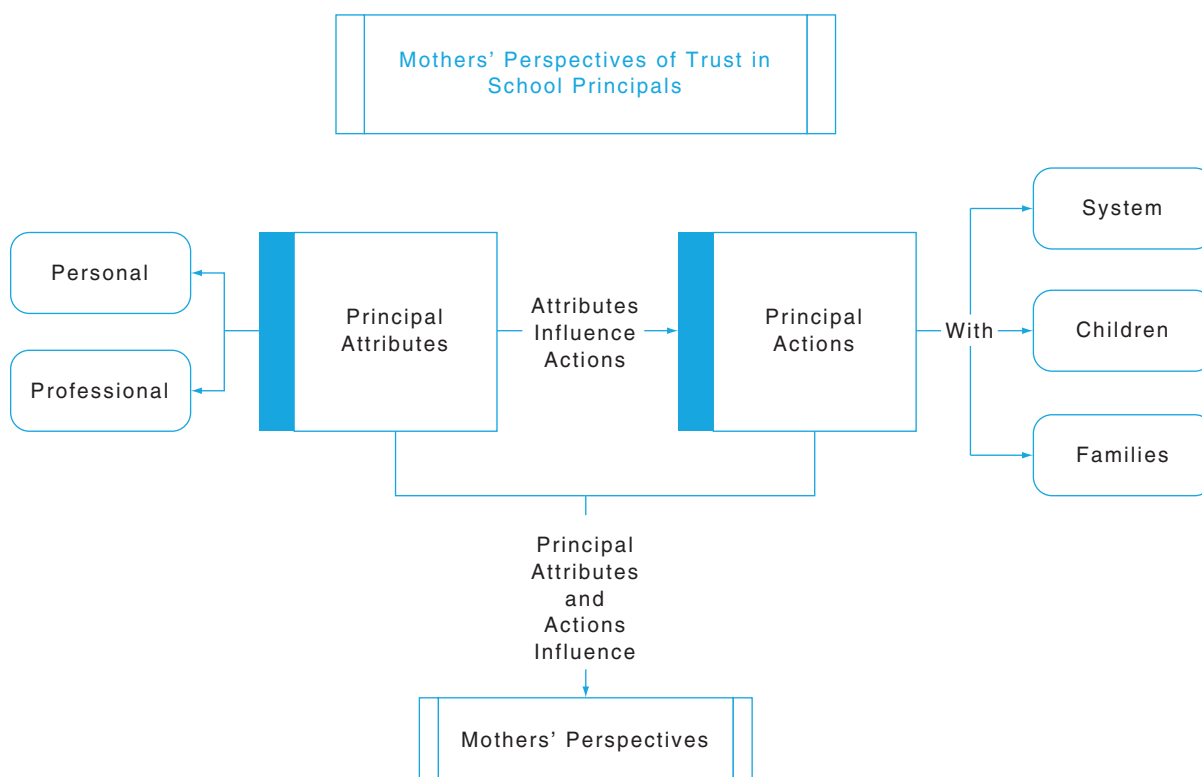 Mothers’ Perspectives of Trust in
School Principals
System
Personal
Principal
Attributes
Attributes
Influence
Actions
Principal
Actions
With
Children
Professional
Families
Principal
Attributes
and
Actions
Influence
Mothers’ Perspectives